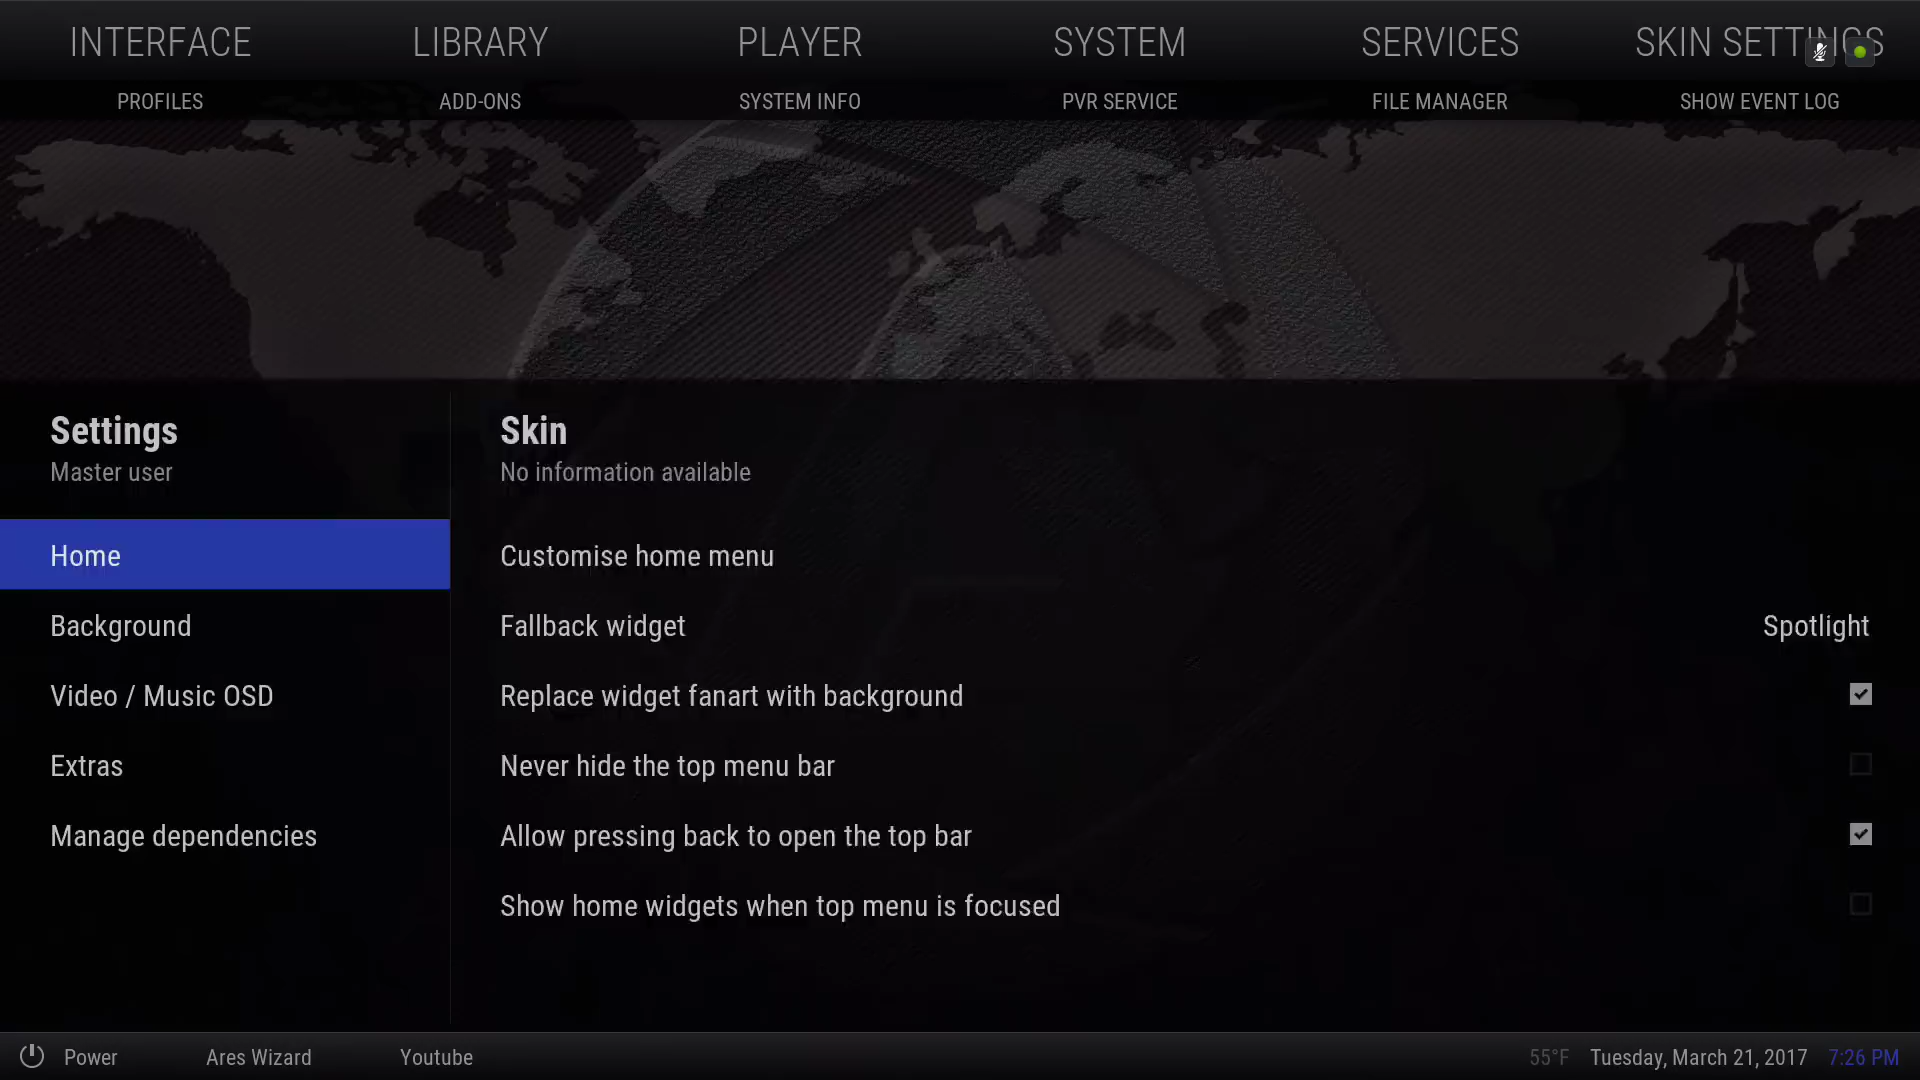 INTERFACE LIBRARY PLAYER SYSTEM SERVICES SKIN SETTINGS
PROFILES ADD-ONS SYSTEM INFO PVR SERVICE FILE MANAGER SHOW EVENT LOG
Settings
Master user
Home
Background
Video / Music OSD
Extras
Manage dependencies
Skin
No information available
Customise home menu
Fallback widget Spotlight
Replace widget fanart with background
Never hide the top menu bar
Allow pressing back to open the top bar
Show home widgets when top menu is focused
Power Ares Wizard Youtube 55°F Tuesday, March 21, 2017 7:26 PM